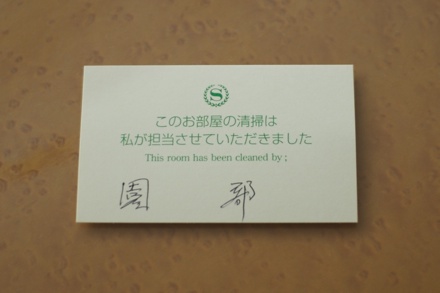 S
このお部屋の清掃は
私が担当させていただきました
This room has been cleaned by ;
園 部